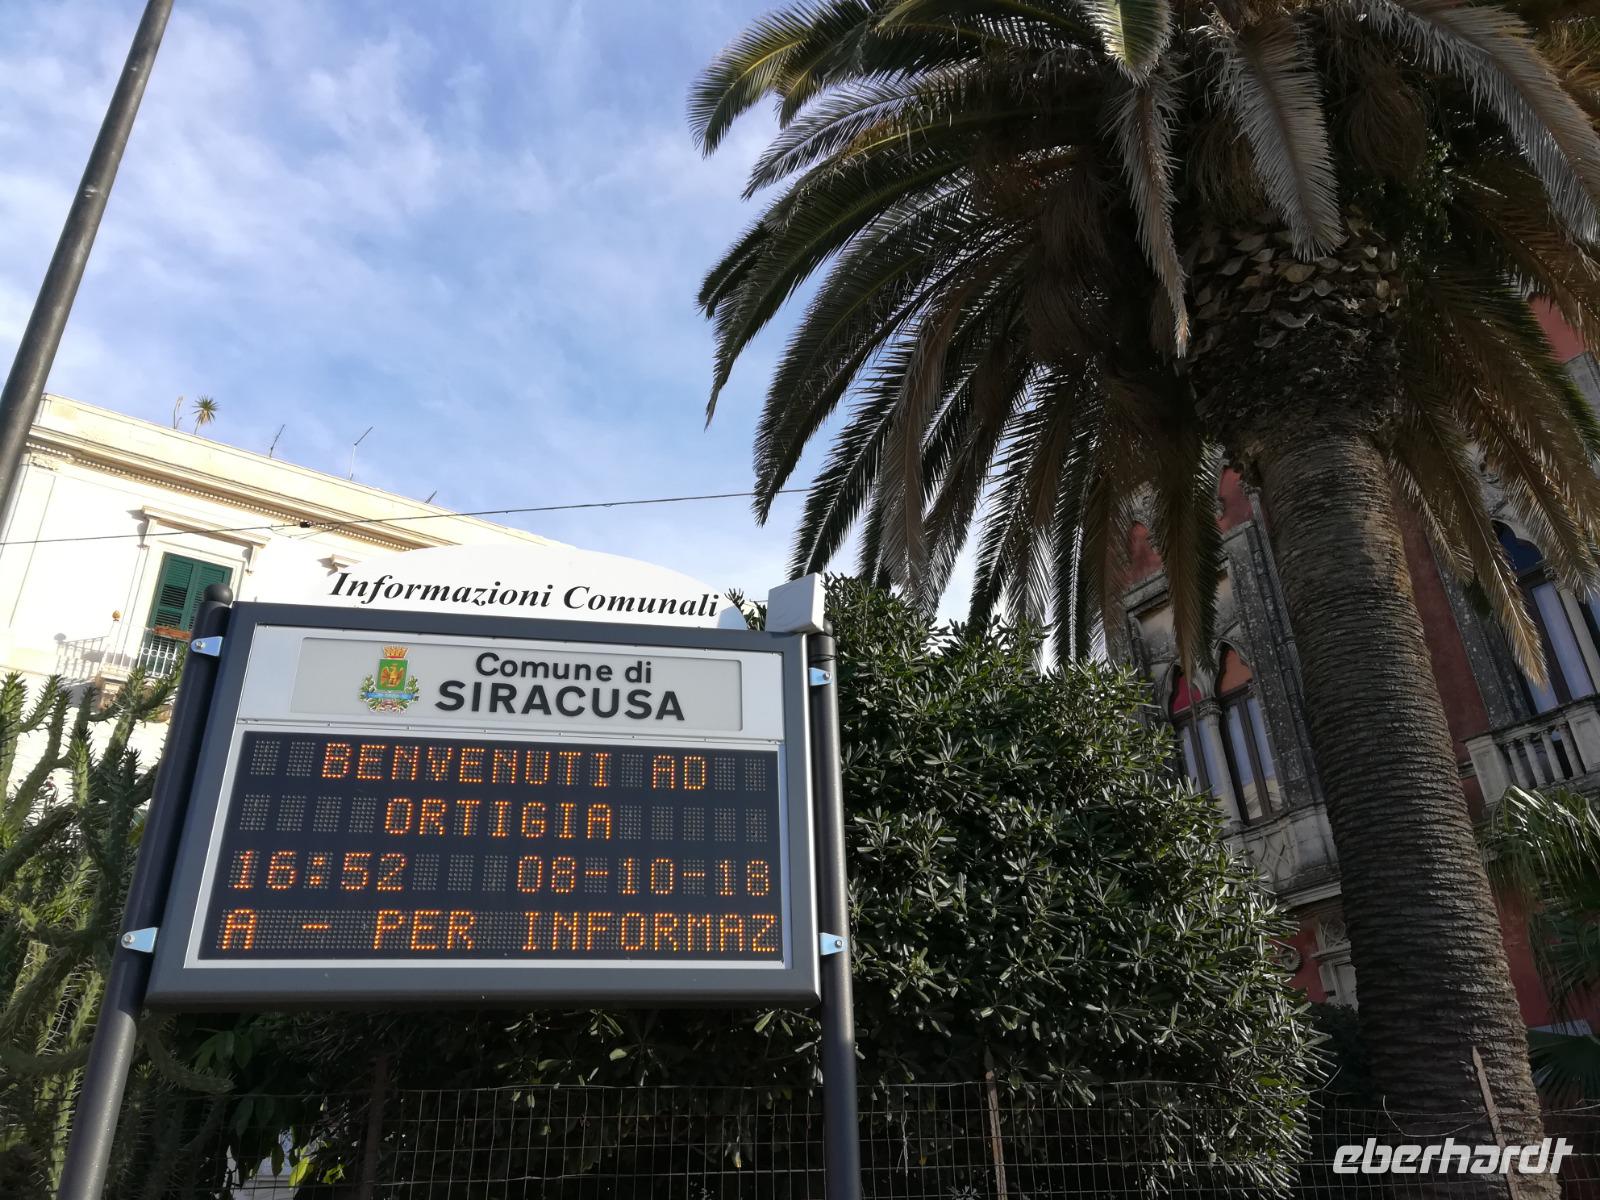 Informazioni Comunali
Comune di
SIRACUSA
BENVENUTI AD
ORTIGIA
16:52 08-10-18
A - PER INFORMAZ
eberhardt